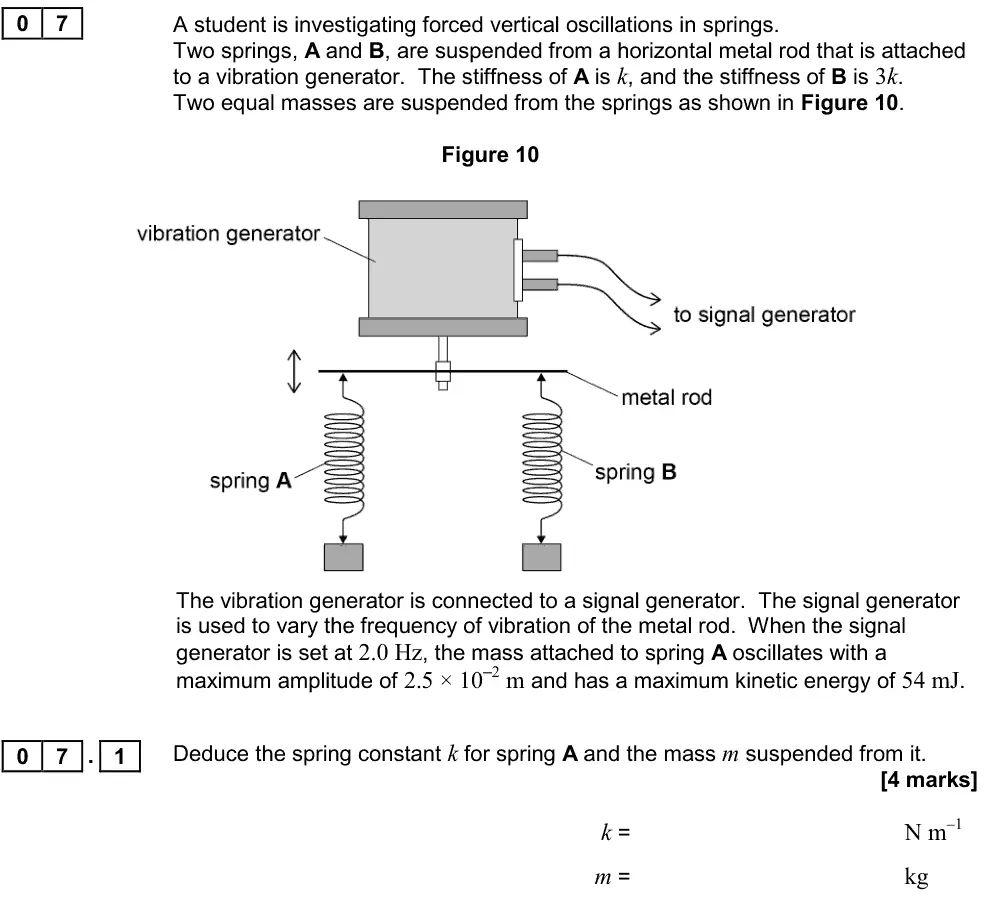 0 7
A student is investigating forced vertical oscillations in springs.
Two springs, A and B, are suspended from a horizontal metal rod that is attached
to a vibration generator. The stiffness of A is k, and the stiffness of B is 3k.
Two equal masses are suspended from the springs as shown in Figure 10.
Figure 10
vibration generator
to signal generator
metal rod
spring A
spring B
The vibration generator is connected to a signal generator. The signal generator
is used to vary the frequency of vibration of the metal rod. When the signal
generator is set at 2.0 Hz, the mass attached to spring A oscillates with a
maximum amplitude of 2.5 × 10⁻² m and has a maximum kinetic energy of 54 mJ.
0 7 . 1
Deduce the spring constant k for spring A and the mass m suspended from it.
[4 marks]
k = N m⁻¹
m = kg